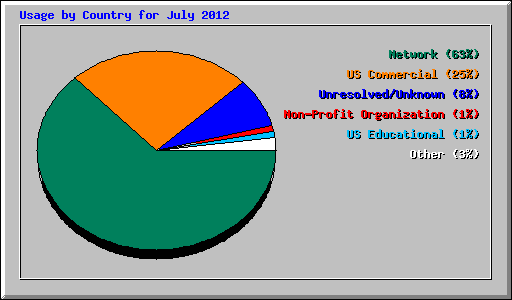 Usage by Country for July 2012
Network (63%)
US Commercial (25%)
Unresolved/Unknown (8%)
Non-Profit Organization (1%)
US Educational (1%)
Other (3%)